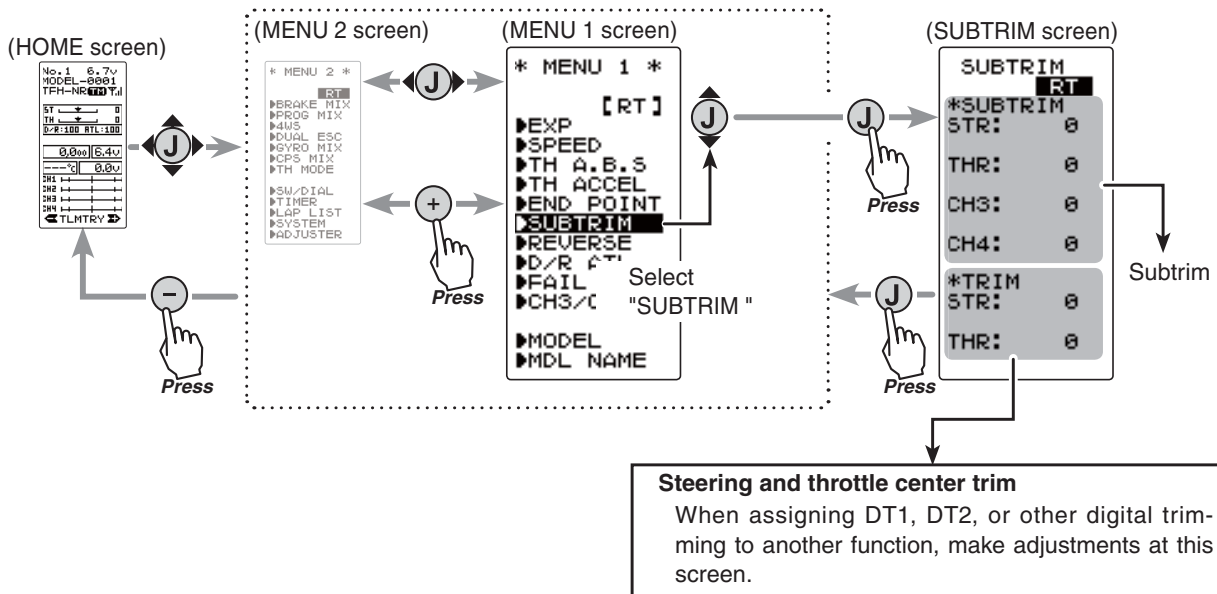 (HOME screen)
No.1 6.7V
MODEL-0001
TFH-NR
ST 0
TH 0
D/R:100 ATL:100
0.0 6.4V
---°C 0.0V
CH1
CH2
CH3
CH4
TLMTRY
J
−
Press
(MENU 2 screen)
* MENU 2 *
RT
BRAKE MIX
PROG MIX
4WS
DUAL ESC
GYRO MIX
CPS MIX
TH MODE
SW/DIAL
TIMER
LAP LIST
SYSTEM
ADJUSTER
J
+
Press
(MENU 1 screen)
* MENU 1 *
[RT]
EXP
SPEED
TH A.B.S
TH ACCEL
END POINT
SUBTRIM
REVERSE
D/R ATL
FAIL
CH3/
MODEL
MDL NAME
J
Select
"SUBTRIM "
J
Press
J
Press
(SUBTRIM screen)
SUBTRIM
RT
*SUBTRIM
STR: 0
THR: 0
CH3: 0
CH4: 0
*TRIM
STR: 0
THR: 0
Subtrim
Steering and throttle center trim
When assigning DT1, DT2, or other digital trim-
ming to another function, make adjustments at this
screen.